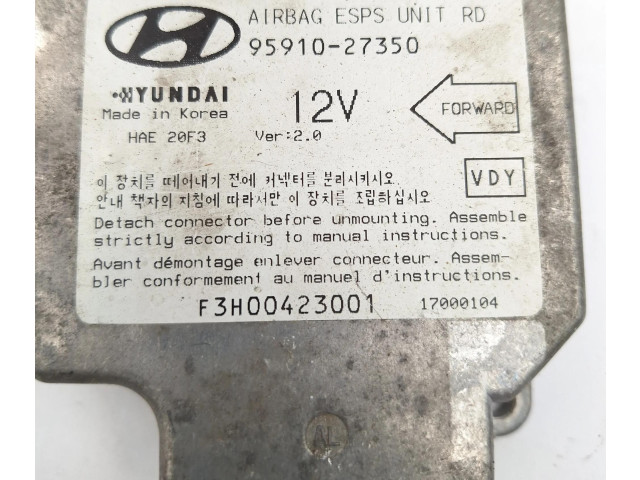 AIRBAG ESPS UNIT RD
95910-27350
HYUNDAI
Made in Korea
HAE 20F3
12V
Ver:2.0
FORWARD
이 장치를 떼어내기 전에 커넥터를 분리시키시오.
안내 책자의 지침에 따라서만 이 장치를 조립하십시오
VDY
Detach connector before unmounting. Assemble
strictly according to manual instructions.
Avant démontage enlever connecteur. Assem-
bler conformement au manuel d'instructions.
F3H00423001
17000104
AL